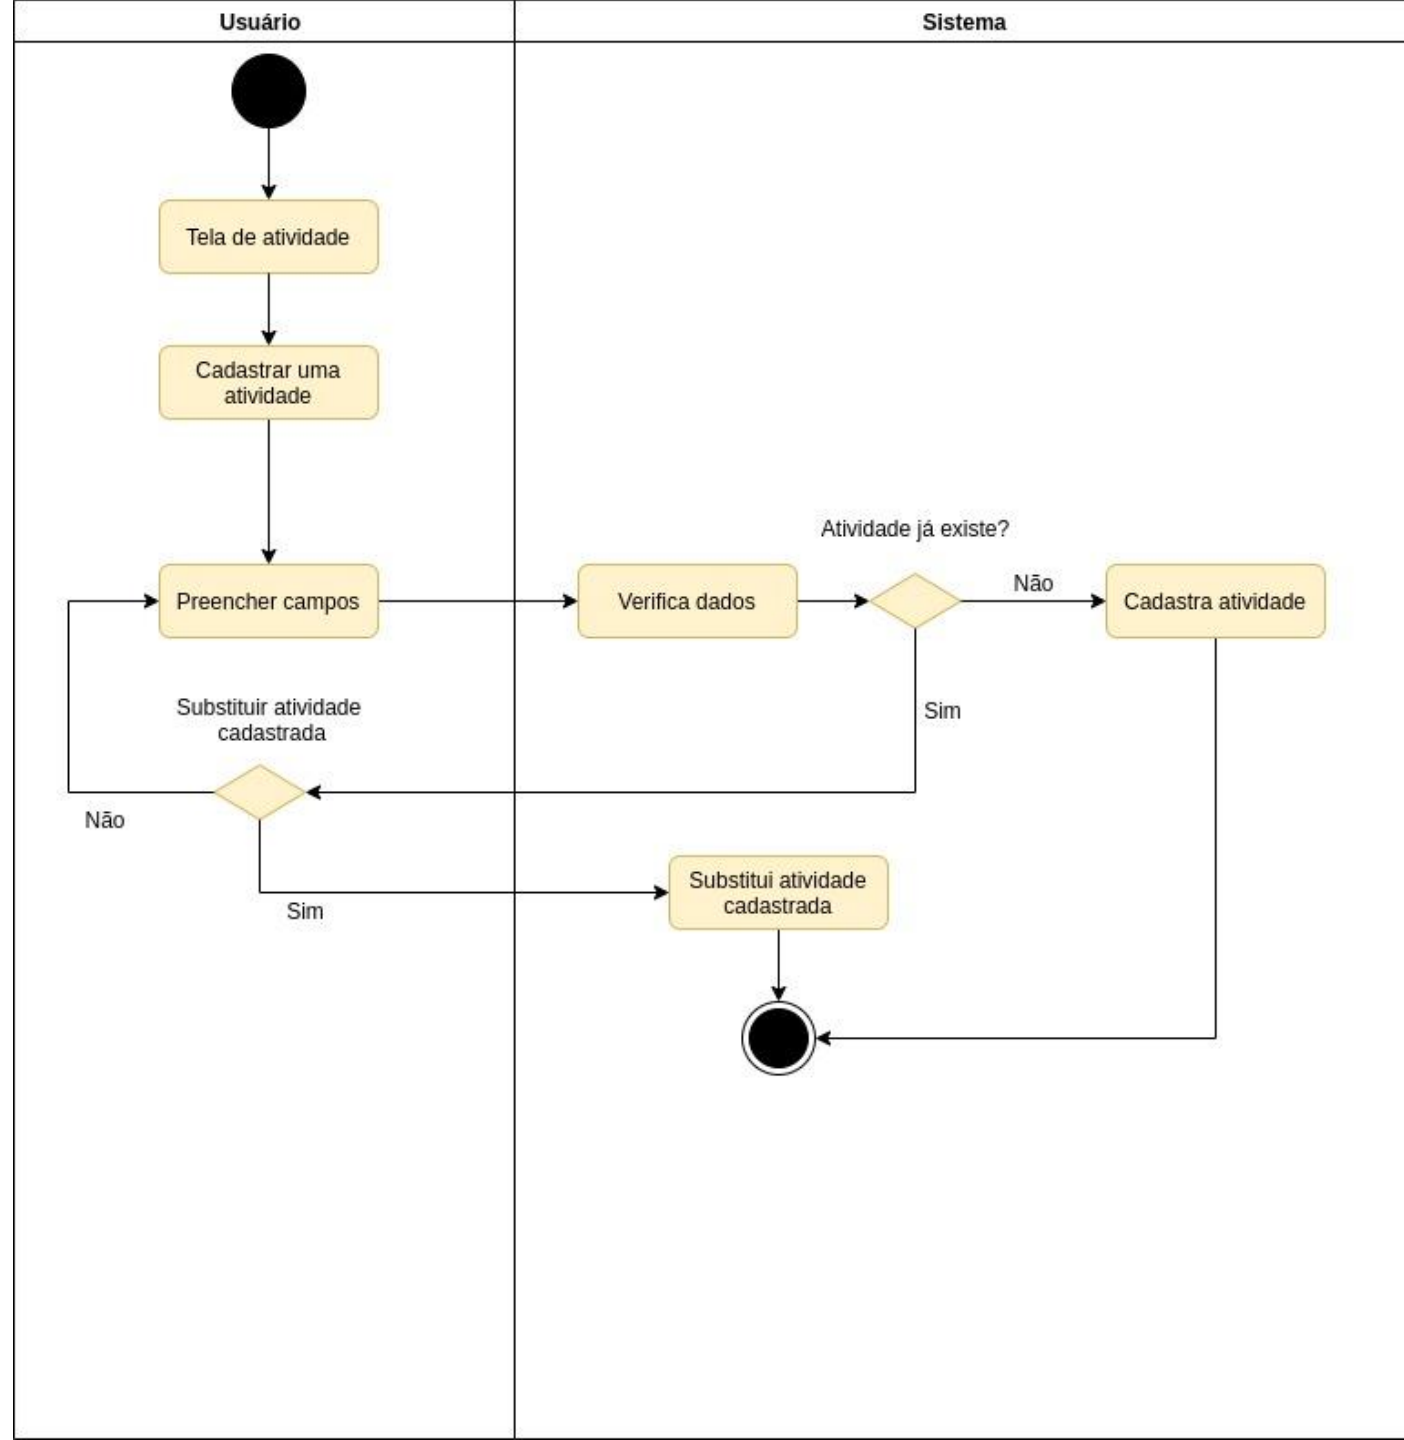 Usuário
Sistema
Tela de atividade
Cadastrar uma
atividade
Atividade já existe?
Preencher campos
Verifica dados
Não
Cadastra atividade
Substituir atividade
cadastrada
Sim
Não
Substitui atividade
cadastrada
Sim